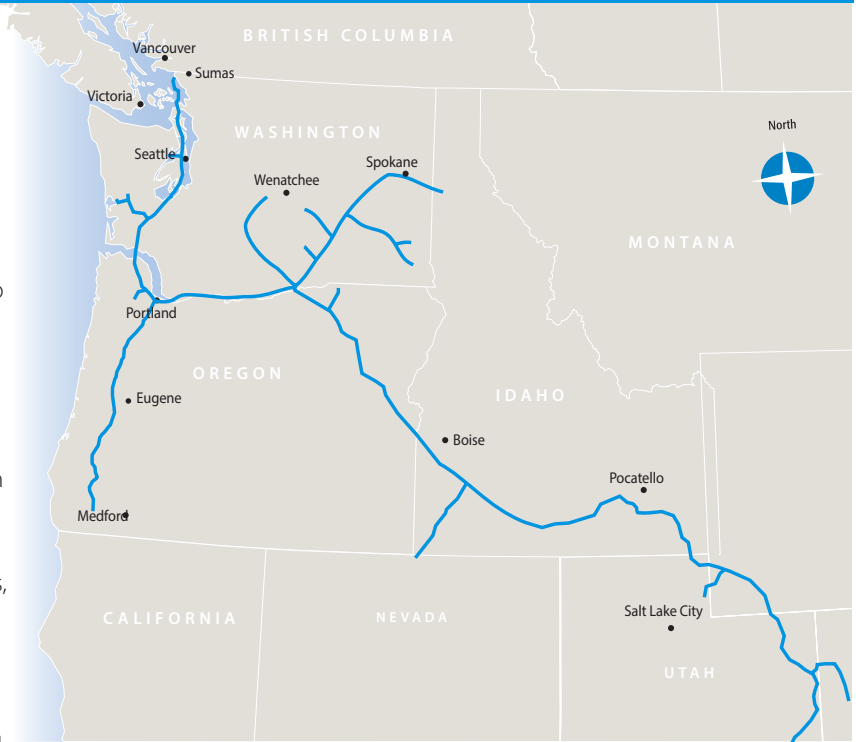 BRITISH COLUMBIA
Vancouver
Sumas
Victoria
North
WASHINGTON
Seattle
Spokane
Wenatchee
MONTANA
Portland
OREGON
IDAHO
Eugene
Boise
Pocatello
Medford
Salt Lake City
CALIFORNIA
NEVADA
UTAH